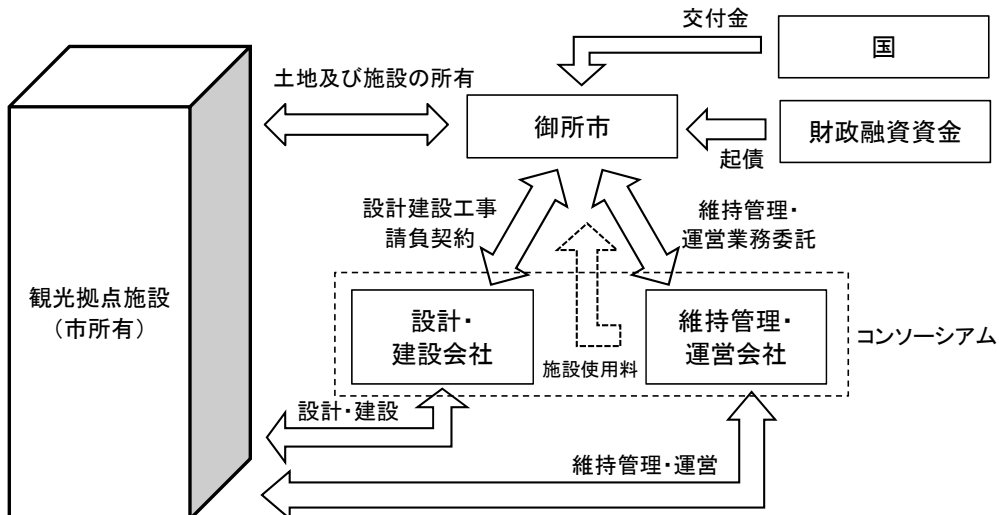 交付金
国
土地及び施設の所有
御所市
財政融資資金
起債
設計建設工事
請負契約
維持管理・
運営業務委託
観光拠点施設
（市所有）
設計・
建設会社
維持管理・
運営会社
コンソーシアム
施設使用料
設計・建設
維持管理・運営